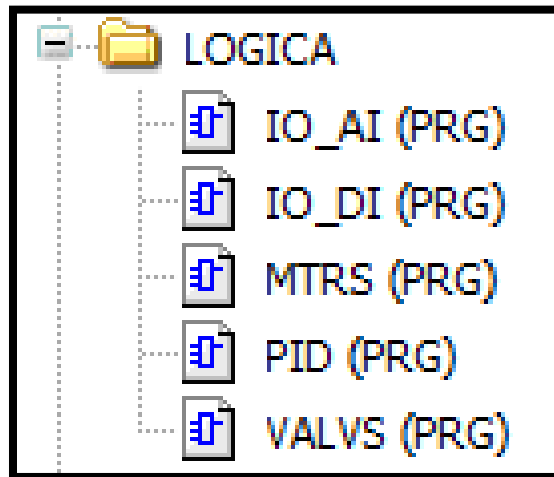 LOGICA
IO_AI (PRG)
IO_DI (PRG)
MTRS (PRG)
PID (PRG)
VALVS (PRG)